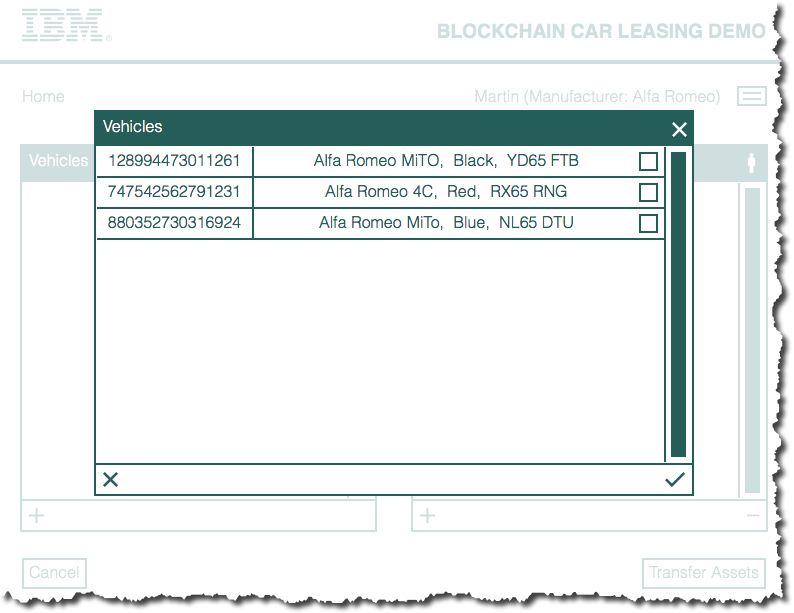 IBM®
BLOCKCHAIN CAR LEASING DEMO
Home
Martin (Manufacturer: Alfa Romeo)
Vehicles
Vehicles
128994473011261 Alfa Romeo MiTO, Black, YD65 FTB
747542562791231 Alfa Romeo 4C, Red, RX65 RNG
880352730316924 Alfa Romeo MiTo, Blue, NL65 DTU
Cancel
Transfer Assets